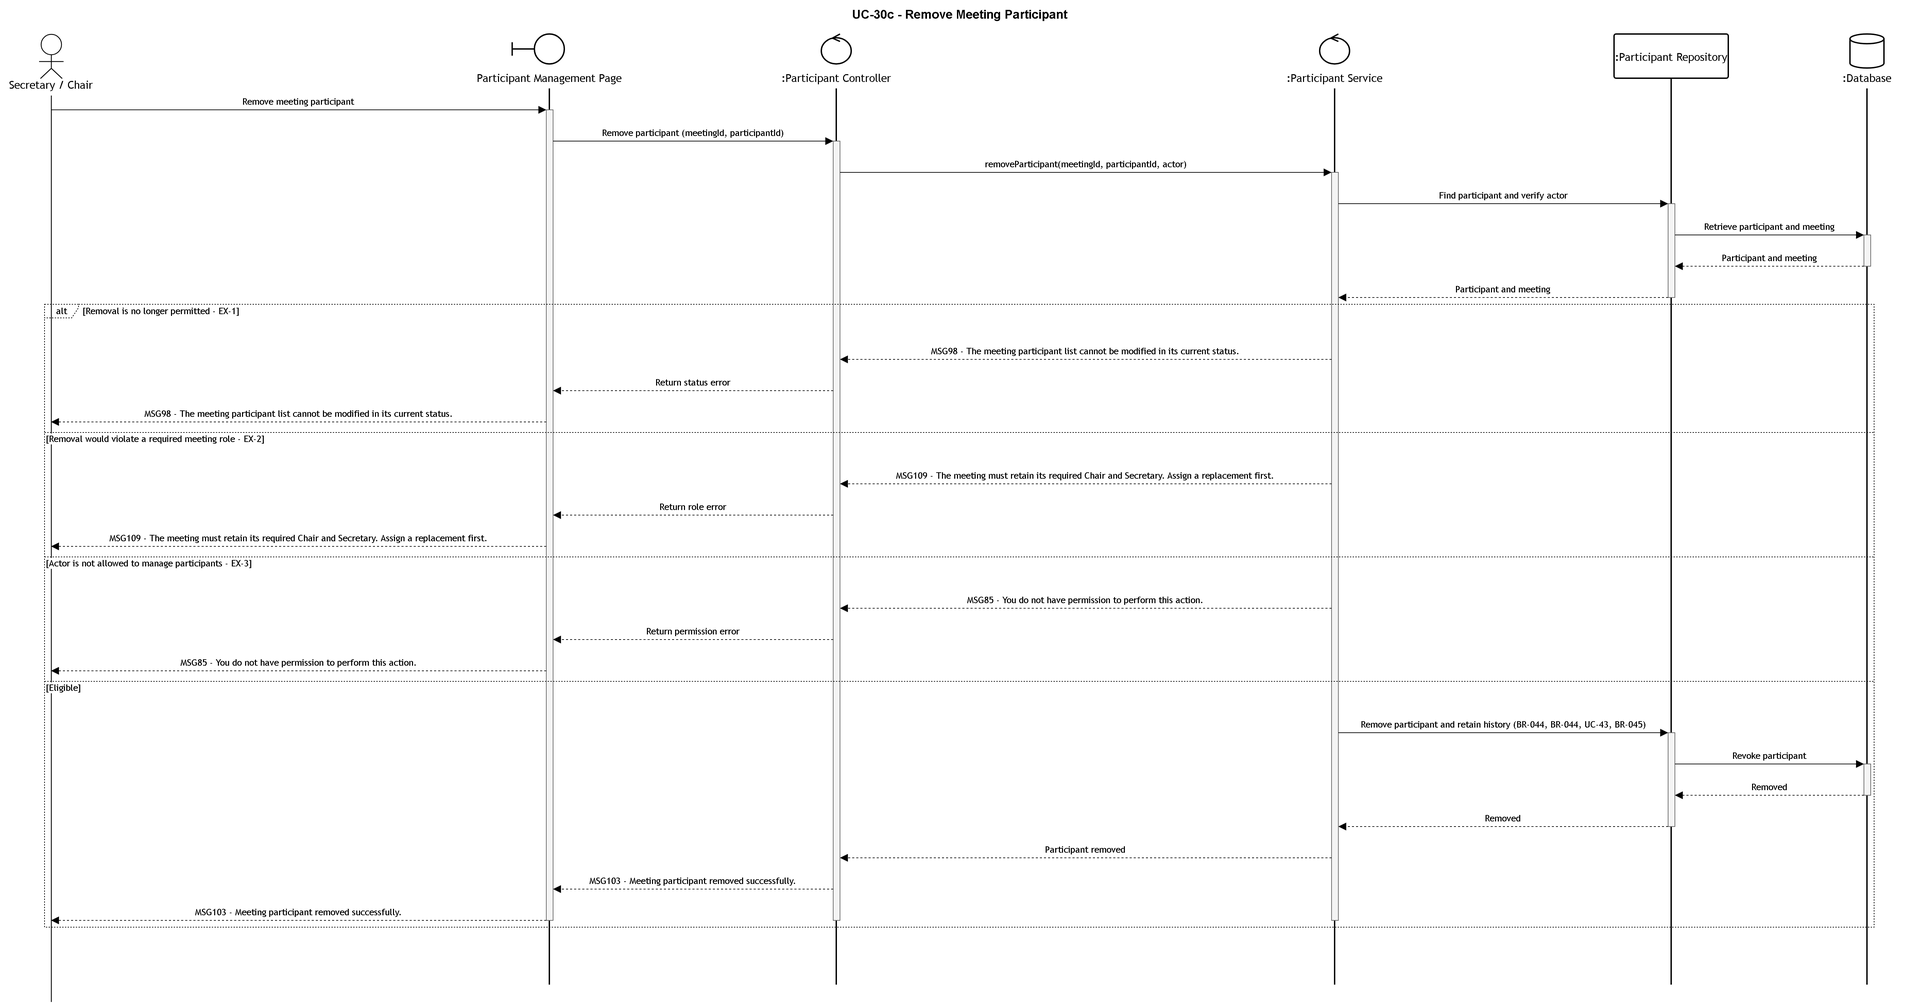 UC-30c - Remove Meeting Participant
Secretary / Chair
Participant Management Page
:Participant Controller
:Participant Service
:Participant Repository
:Database
Remove meeting participant
Remove participant (meetingId, participantId)
removeParticipant(meetingId, participantId, actor)
Find participant and verify actor
Retrieve participant and meeting
Participant and meeting
Participant and meeting
alt [Removal is no longer permitted - EX-1]
MSG98 - The meeting participant list cannot be modified in its current status.
Return status error
MSG98 - The meeting participant list cannot be modified in its current status.
[Removal would violate a required meeting role - EX-2]
MSG109 - The meeting must retain its required Chair and Secretary. Assign a replacement first.
Return role error
MSG109 - The meeting must retain its required Chair and Secretary. Assign a replacement first.
[Actor is not allowed to manage participants - EX-3]
MSG85 - You do not have permission to perform this action.
Return permission error
MSG85 - You do not have permission to perform this action.
[Eligible]
Remove participant and retain history (BR-044, BR-044, UC-43, BR-045)
Revoke participant
Removed
Removed
Participant removed
MSG103 - Meeting participant removed successfully.
MSG103 - Meeting participant removed successfully.